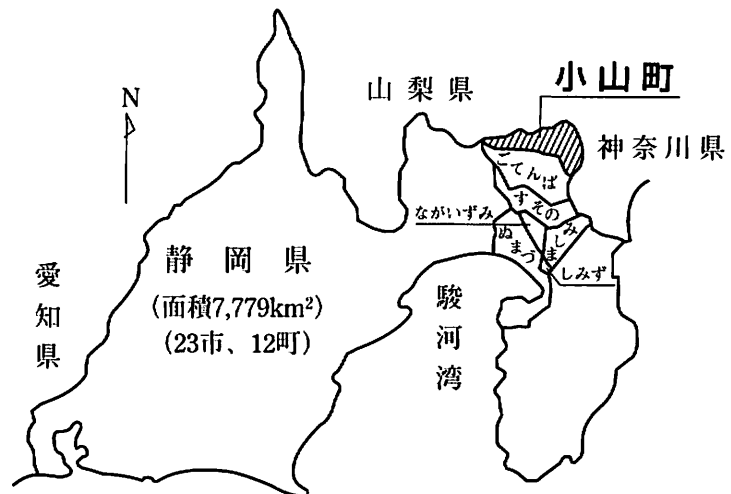 小山町
山梨県
N
神奈川県
ごてんば
すその
ながいずみ
みしま
ぬまづ
しみず
静岡県
(面積7,779km²)
(23市、12町)
愛知県
駿河湾